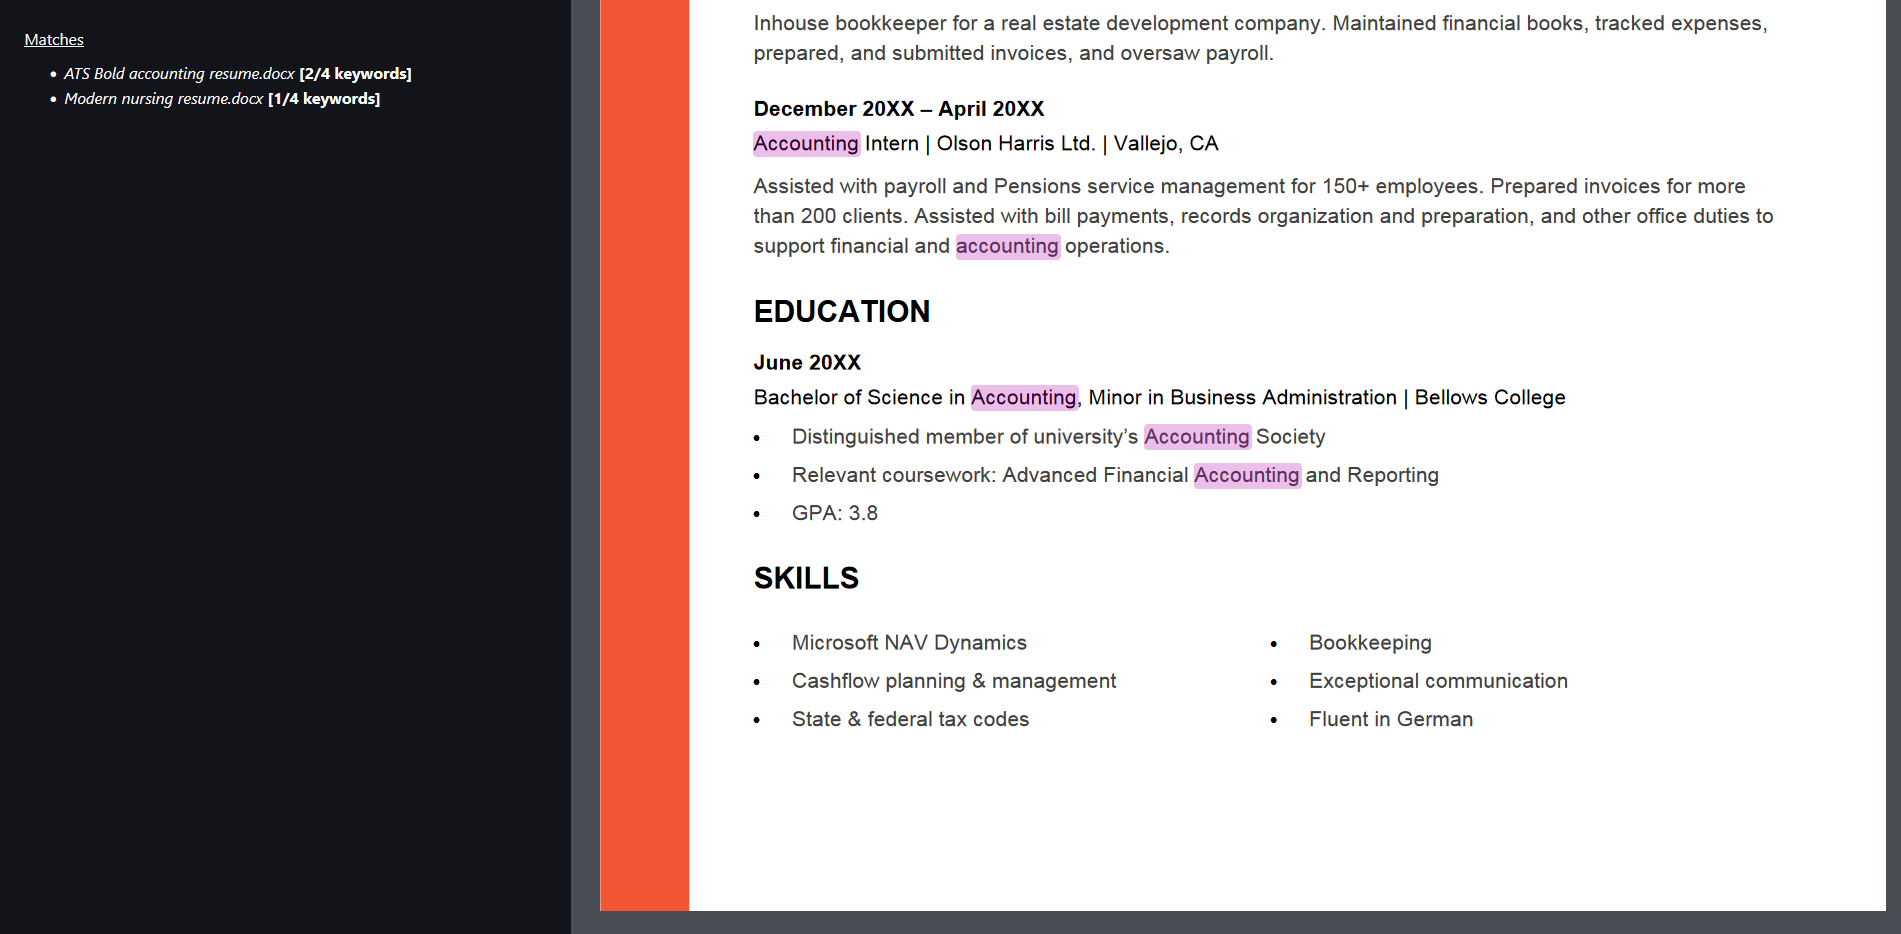 Matches
• ATS Bold accounting resume.docx [2/4 keywords]
• Modern nursing resume.docx [1/4 keywords]
Inhouse bookkeeper for a real estate development company. Maintained financial books, tracked expenses,
prepared, and submitted invoices, and oversaw payroll.
December 20XX – April 20XX
Accounting Intern | Olson Harris Ltd. | Vallejo, CA
Assisted with payroll and Pensions service management for 150+ employees. Prepared invoices for more
than 200 clients. Assisted with bill payments, records organization and preparation, and other office duties to
support financial and accounting operations.
EDUCATION
June 20XX
Bachelor of Science in Accounting, Minor in Business Administration | Bellows College
• Distinguished member of university’s Accounting Society
• Relevant coursework: Advanced Financial Accounting and Reporting
• GPA: 3.8
SKILLS
• Microsoft NAV Dynamics
• Cashflow planning & management
• State & federal tax codes
• Bookkeeping
• Exceptional communication
• Fluent in German